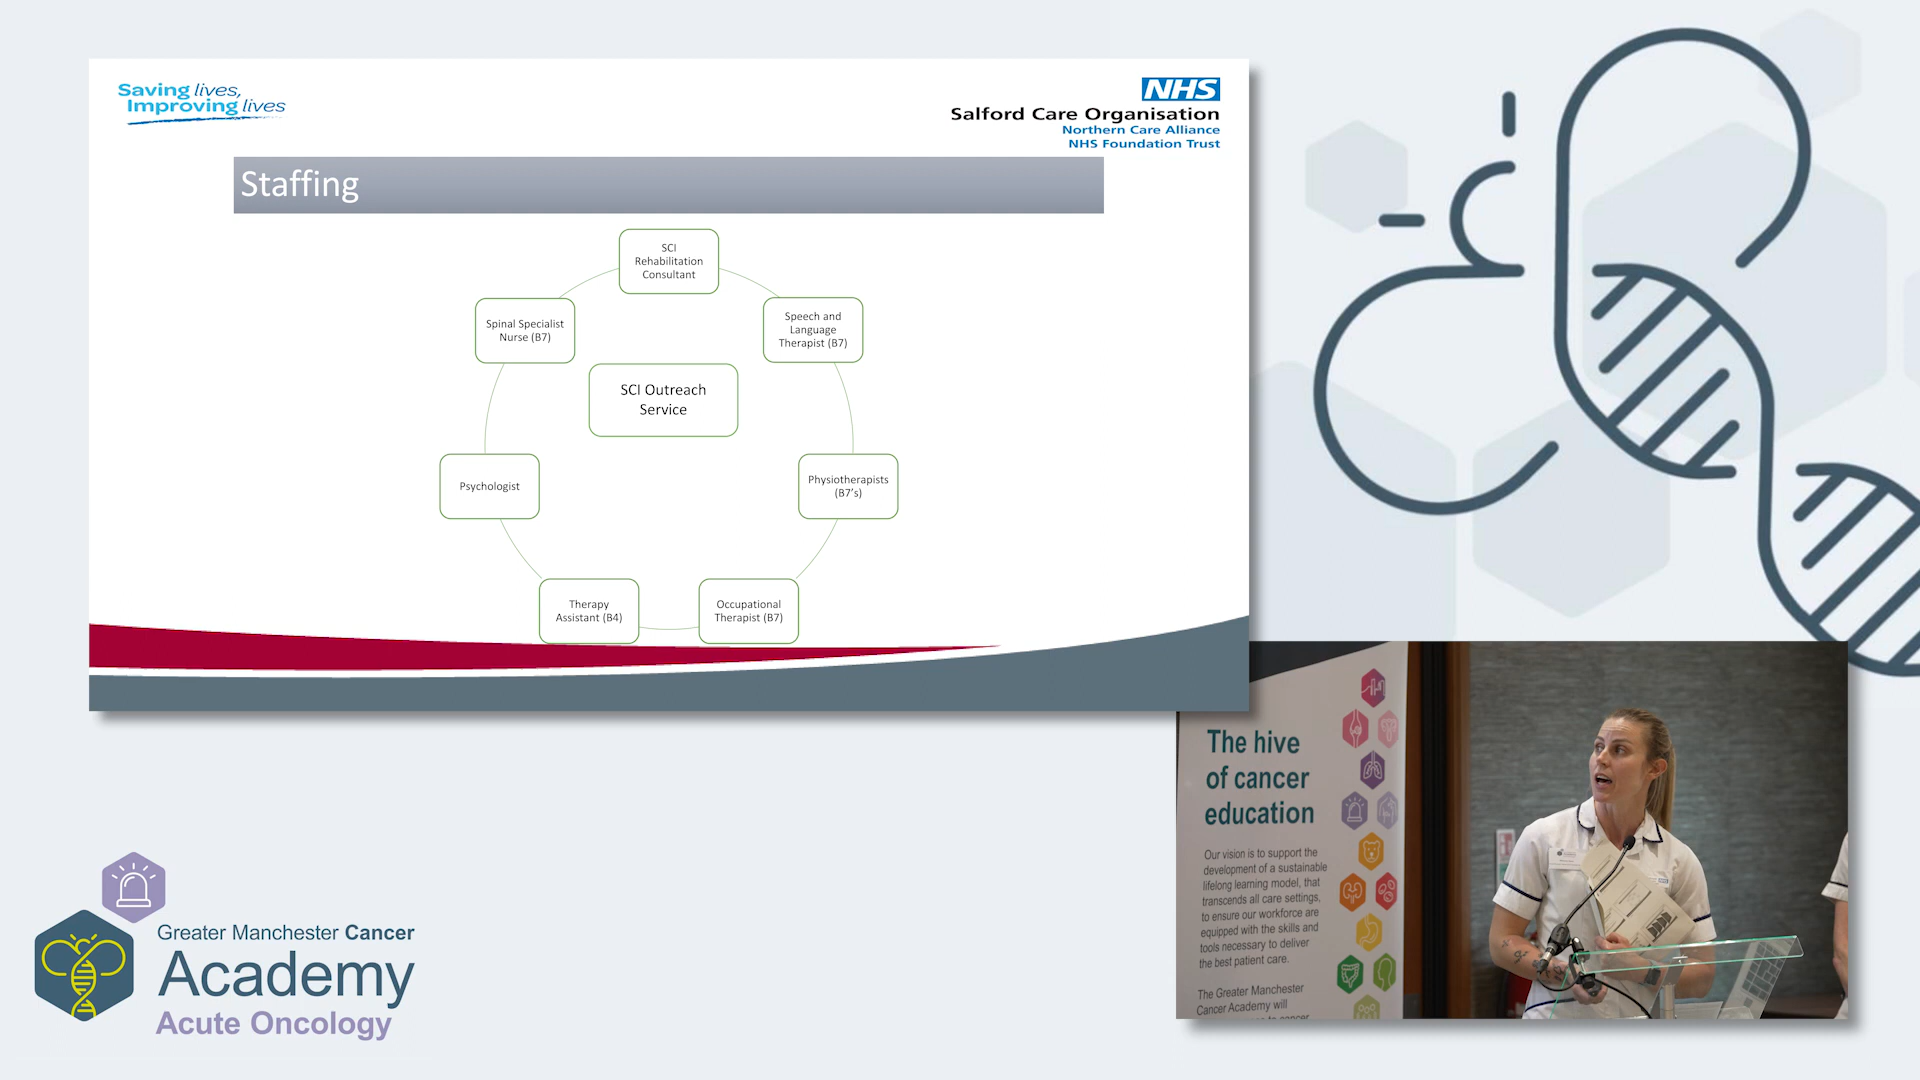 Saving lives,
Improving lives
NHS
Salford Care Organisation
Northern Care Alliance
NHS Foundation Trust
Staffing
SCI
Rehabilitation
Consultant
Speech and
Language
Therapist (B7)
Physiotherapists
(B7's)
Occupational
Therapist (B7)
Therapy
Assistant (B4)
Psychologist
Spinal Specialist
Nurse (B7)
SCI Outreach
Service
The hive
of cancer
education
Our vision is to support the
development of a sustainable
lifelong learning model, that
transcends all care settings,
to ensure our workforce are
equipped with the skills and
tools necessary to deliver
the best patient care.
The Greater Manchester
Cancer Academy will
to cancer
Greater Manchester Cancer
Academy
Acute Oncology